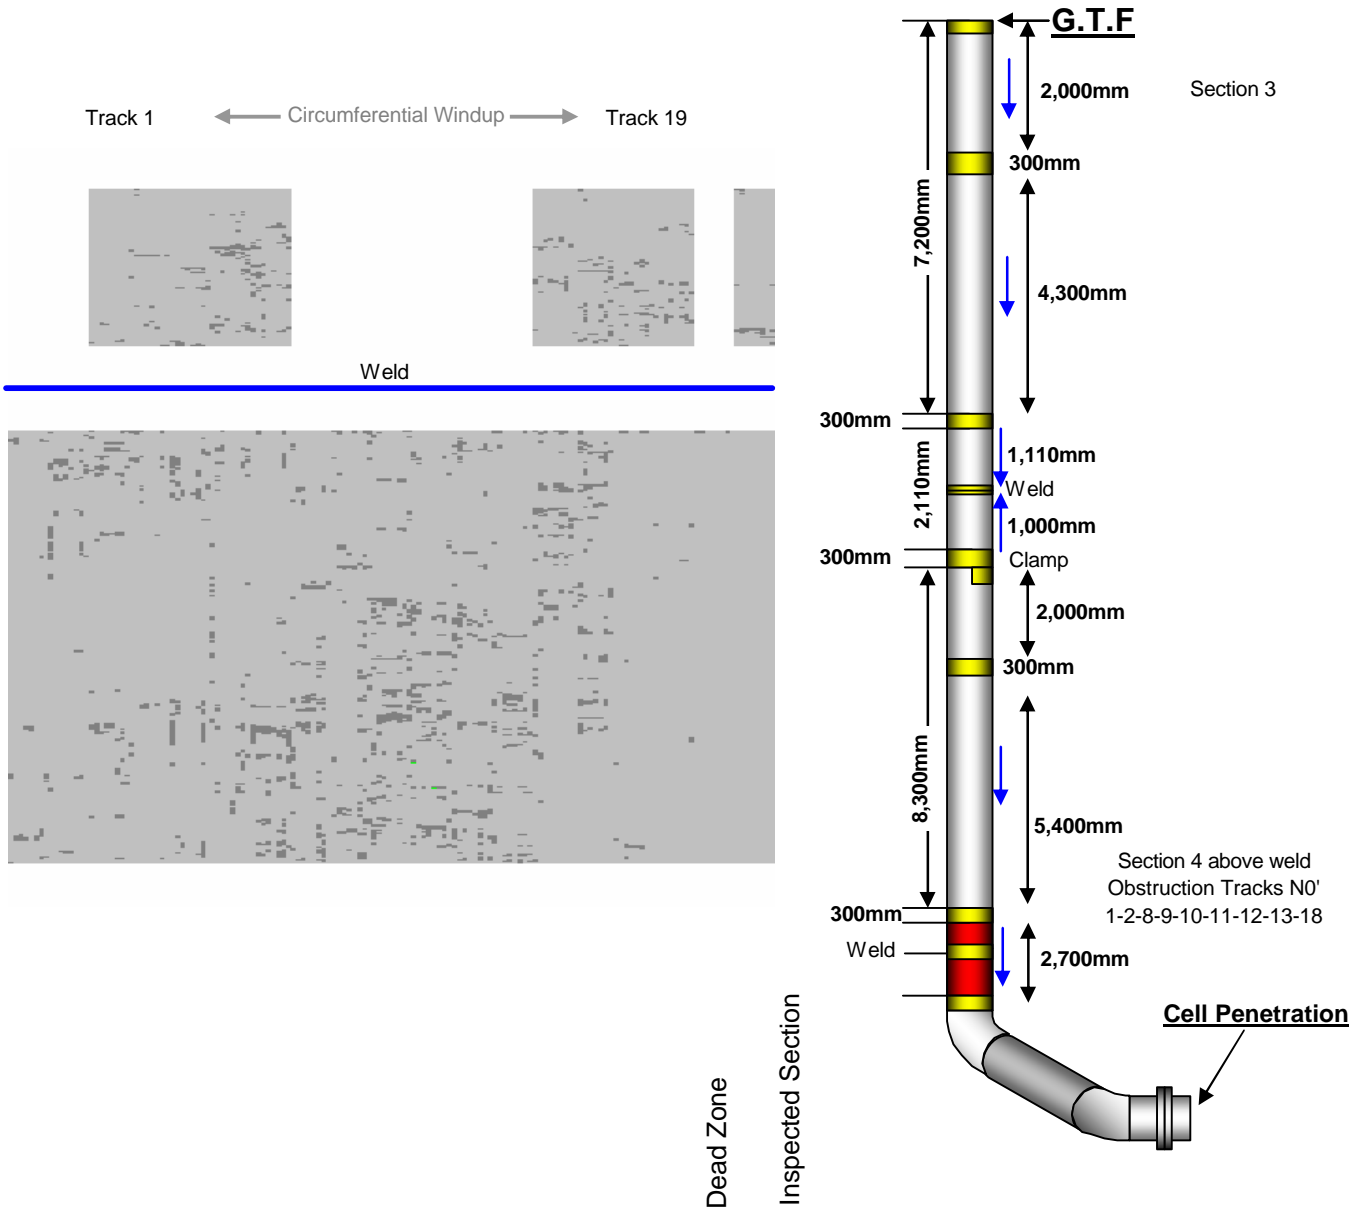 G.T.F
Track 1
Circumferential Windup
Track 19
2,000mm
Section 3
300mm
7,200mm
4,300mm
Weld
300mm
2,110mm
1,110mm
Weld
1,000mm
300mm
Clamp
2,000mm
300mm
8,300mm
5,400mm
Section 4 above weld
Obstruction Tracks N0'
1-2-8-9-10-11-12-13-18
300mm
Weld
2,700mm
Cell Penetration
Dead Zone
Inspected Section